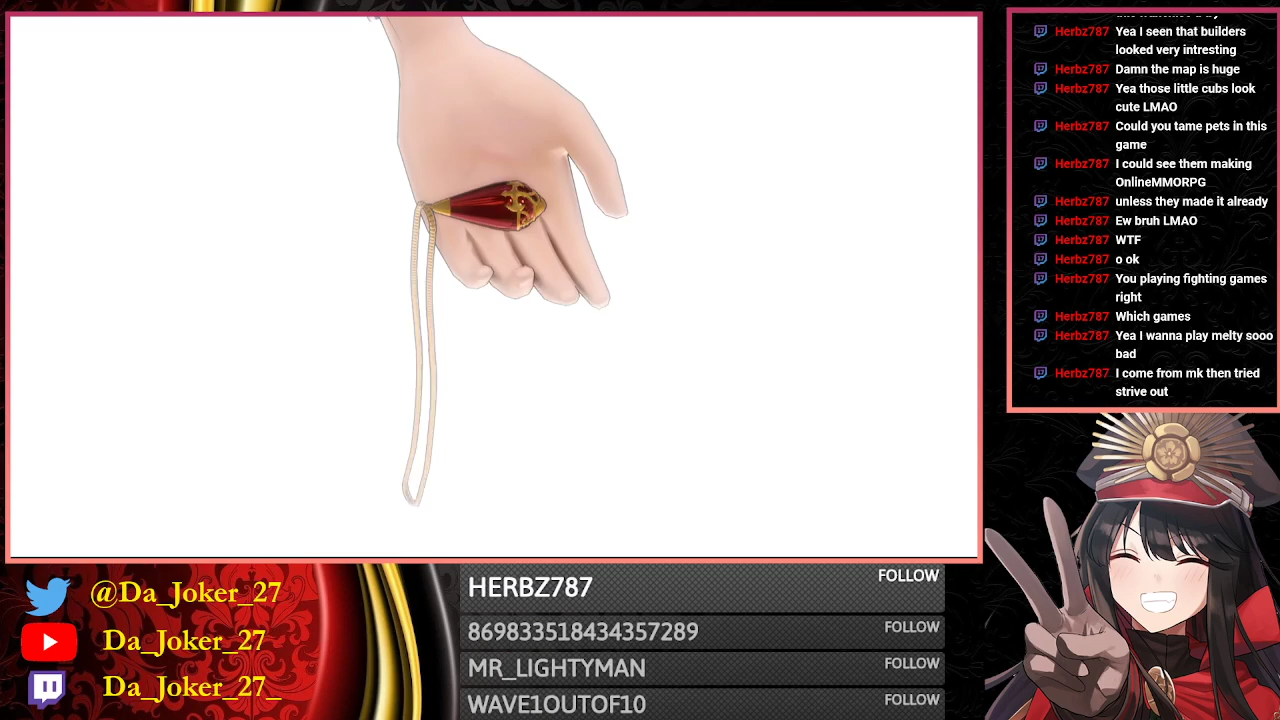 Herbz787 Yea I seen that builders
looked very intresting
Herbz787 Damn the map is huge
Herbz787 Yea those little cubs look
cute LMAO
Herbz787 Could you tame pets in this
game
Herbz787 I could see them making
OnlineMMORPG
Herbz787 unless they made it already
Herbz787 Ew bruh LMAO
Herbz787 WTF
Herbz787 o ok
Herbz787 You playing fighting games
right
Herbz787 Which games
Herbz787 Yea I wanna play melty sooo
bad
Herbz787 I come from mk then tried
strive out
@Da_Joker_27
Da_Joker_27
Da_Joker_27_
HERBZ787 FOLLOW
869833518434357289 FOLLOW
MR_LIGHTYMAN FOLLOW
WAVE1OUTOF10 FOLLOW